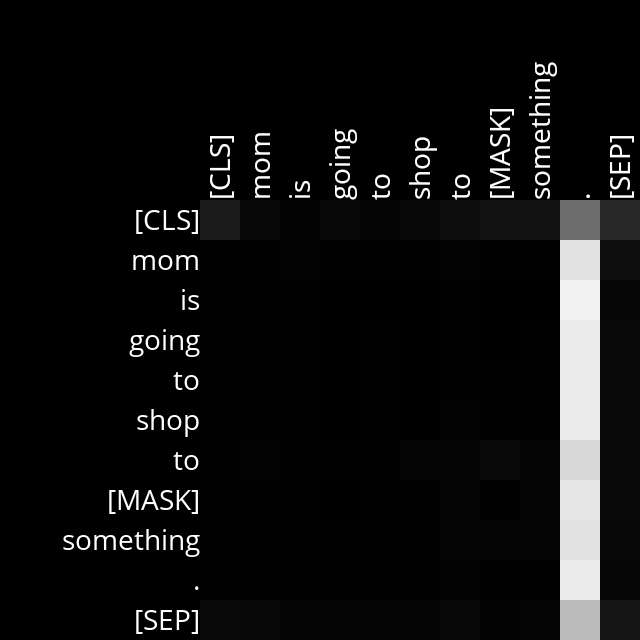 [CLS] mom is going to shop to [MASK] something . [SEP]
[CLS]
mom
is
going
to
shop
to
[MASK]
something
.
[SEP]